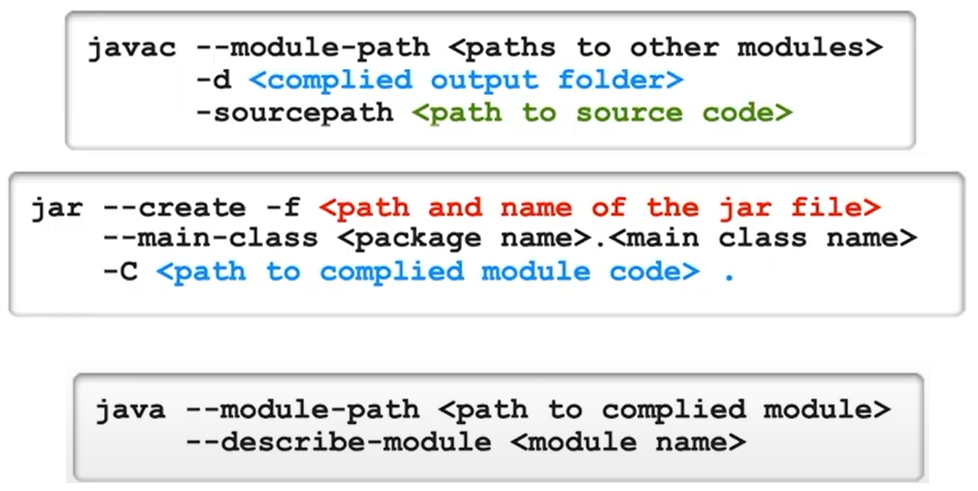 javac --module-path <paths to other modules>
-d <complied output folder>
-sourcepath <path to source code>
jar --create -f <path and name of the jar file>
--main-class <package name>.<main class name>
-C <path to complied module code> .
java --module-path <path to complied module>
--describe-module <module name>